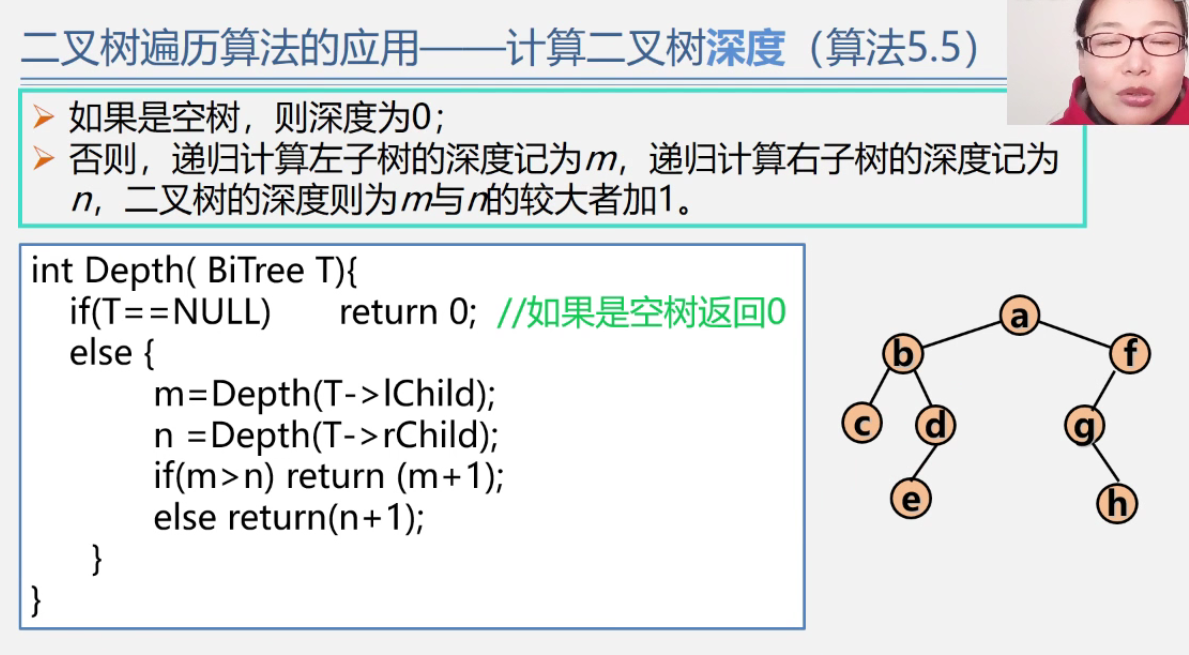 二叉树遍历算法的应用——计算二叉树深度（算法5.5）
如果是空树，则深度为0；
否则，递归计算左子树的深度记为m，递归计算右子树的深度记为
n，二叉树的深度则为m与n的较大者加1。
int Depth( BiTree T){
if(T==NULL) return 0; //如果是空树返回0
else {
m=Depth(T->lChild);
n =Depth(T->rChild);
if(m>n) return (m+1);
else return(n+1);
}
}
a
b f
c d g
e h